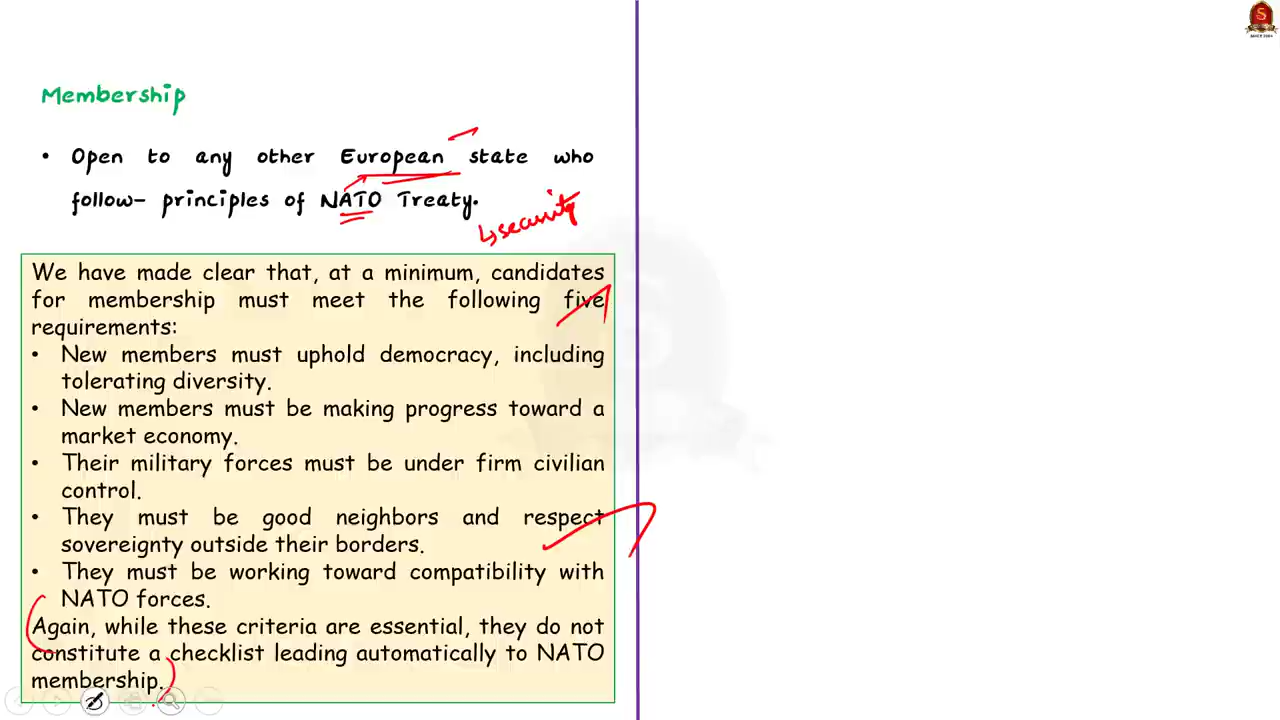 Membership
• Open to any other European state who
follow- principles of NATO Treaty.
↳ security
We have made clear that, at a minimum, candidates
for membership must meet the following five
requirements:
• New members must uphold democracy, including
tolerating diversity.
• New members must be making progress toward a
market economy.
• Their military forces must be under firm civilian
control.
• They must be good neighbors and respect
sovereignty outside their borders.
• They must be working toward compatibility with
NATO forces.
Again, while these criteria are essential, they do not
constitute a checklist leading automatically to NATO
membership.